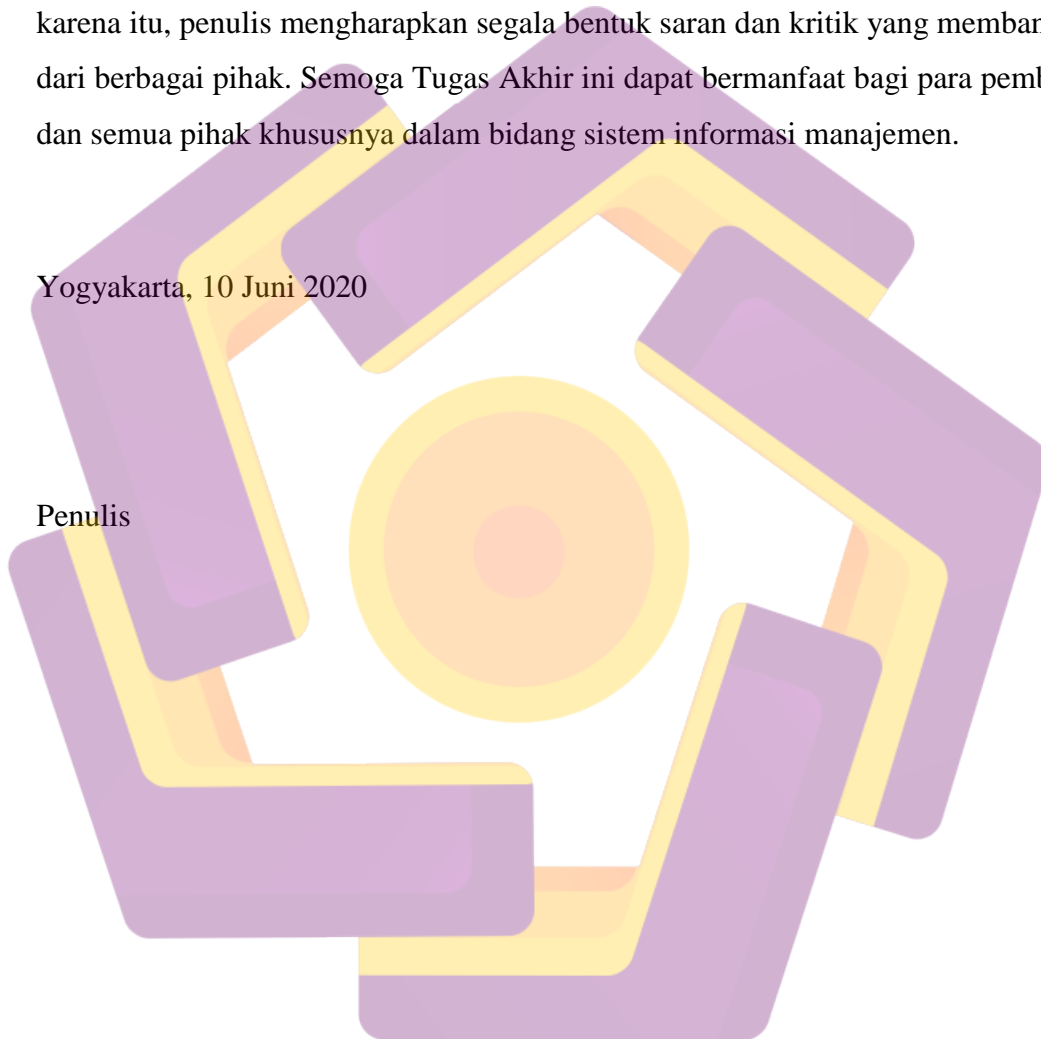 karena itu, penulis mengharapkan segala bentuk saran dan kritik yang memban
dari berbagai pihak. Semoga Tugas Akhir ini dapat bermanfaat bagi para pemb
dan semua pihak khususnya dalam bidang sistem informasi manajemen.
Yogyakarta, 10 Juni 2020
Penulis